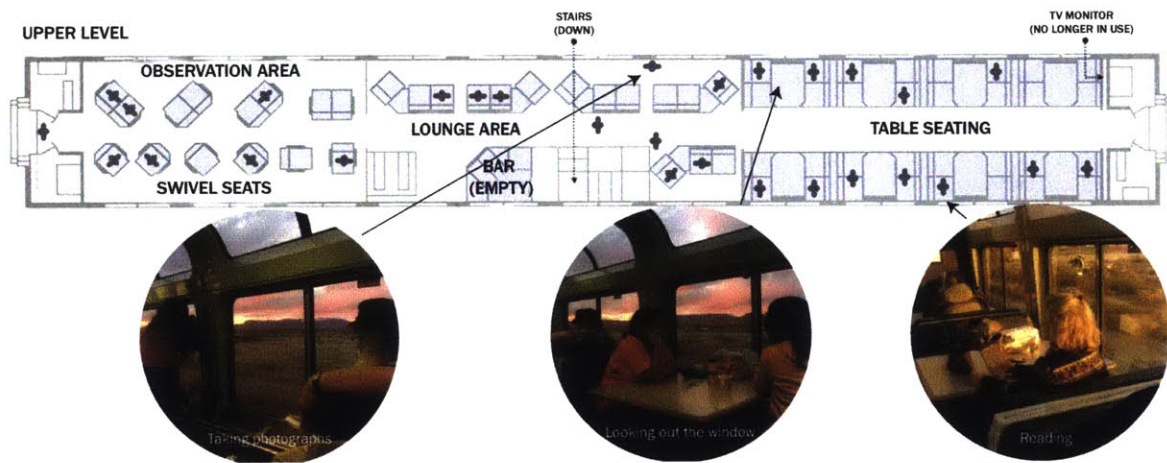 UPPER LEVEL
STAIRS
(DOWN)
TV MONITOR
(NO LONGER IN USE)
OBSERVATION AREA
LOUNGE AREA
TABLE SEATING
SWIVEL SEATS
BAR
(EMPTY)
Taking photographs
Looking out the window
Reading